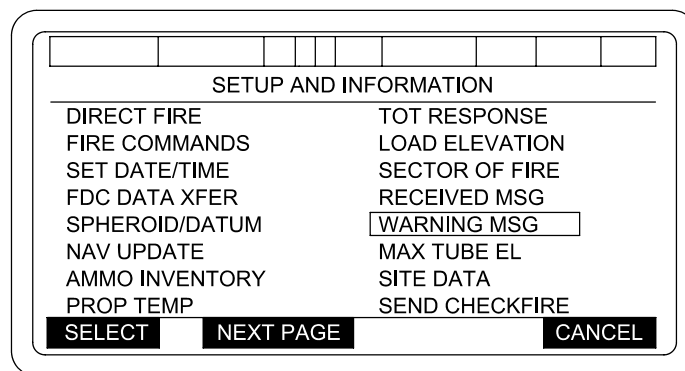 SETUP AND INFORMATION
DIRECT FIRE TOT RESPONSE
FIRE COMMANDS LOAD ELEVATION
SET DATE/TIME SECTOR OF FIRE
FDC DATA XFER RECEIVED MSG
SPHEROID/DATUM WARNING MSG
NAV UPDATE MAX TUBE EL
AMMO INVENTORY SITE DATA
PROP TEMP SEND CHECKFIRE
SELECT NEXT PAGE CANCEL